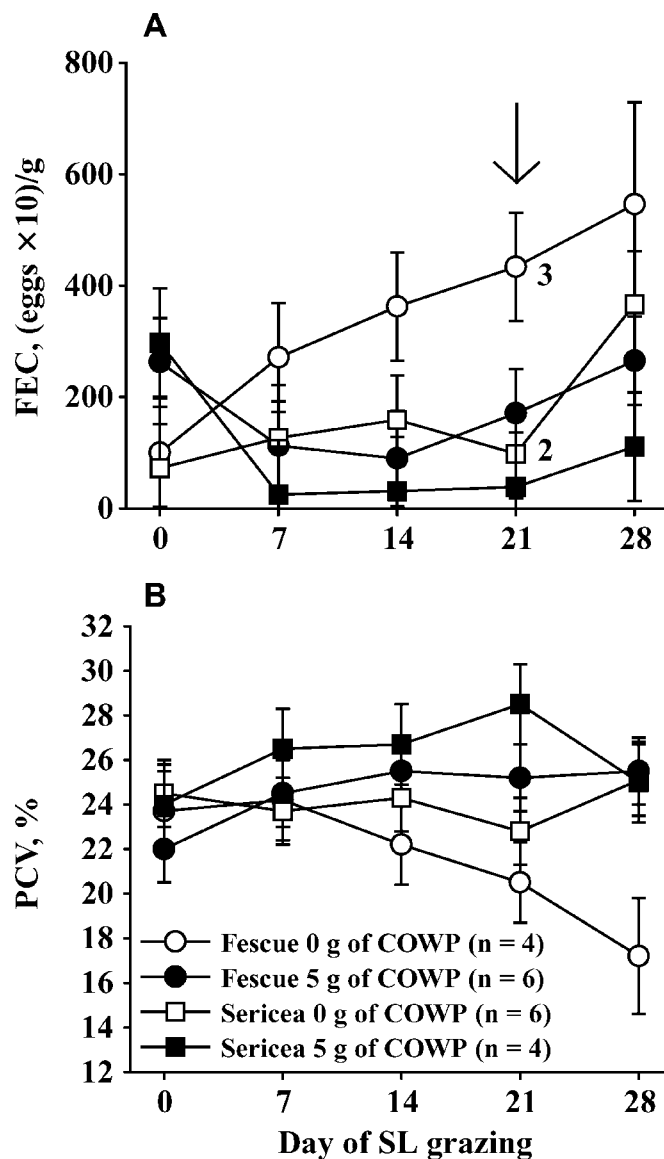 A
800
600
400
200
0
FEC, (eggs ×10)/g
3
2
0 7 14 21 28
B
32
30
28
26
24
22
20
18
16
14
12
PCV, %
Fescue 0 g of COWP (n = 4)
Fescue 5 g of COWP (n = 6)
Sericea 0 g of COWP (n = 6)
Sericea 5 g of COWP (n = 4)
0 7 14 21 28
Day of SL grazing